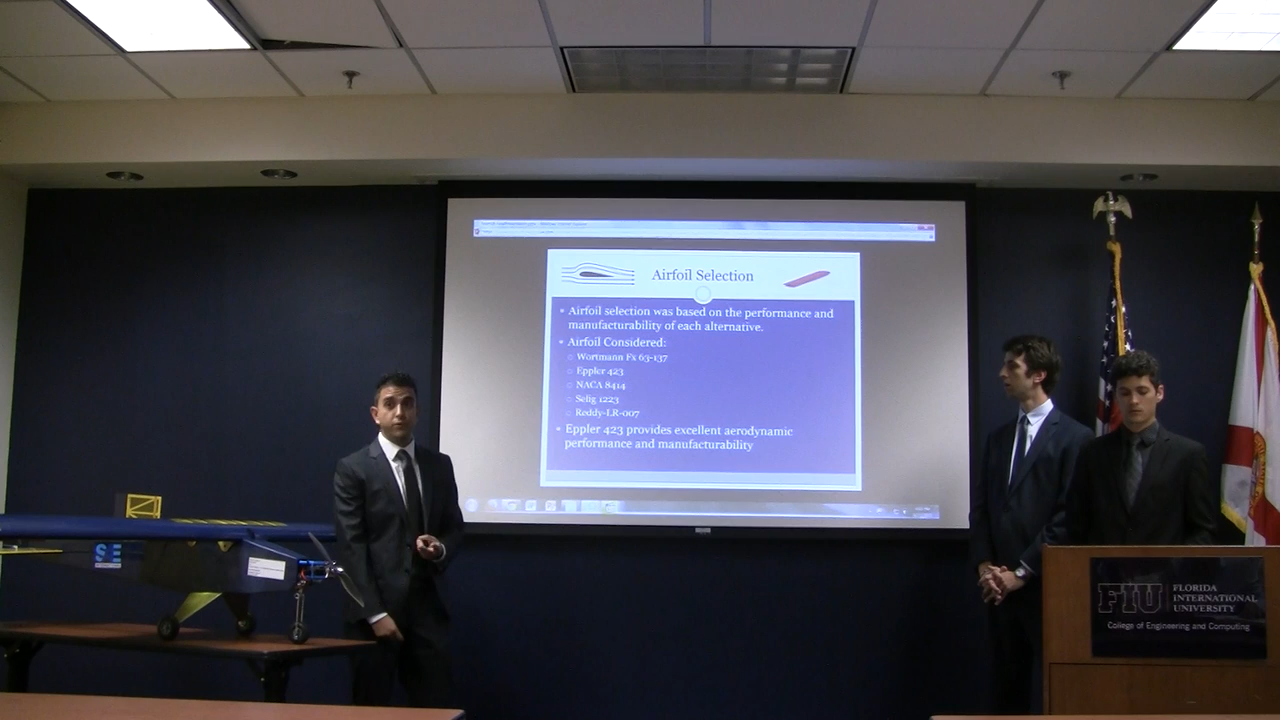 Airfoil Selection
Airfoil selection was based on the performance and
manufacturability of each alternative.
Airfoil Considered:
Wortmann Fx 63-137
Eppler 423
NACA 8414
Selig 1223
Reddy-LR-007
Eppler 423 provides excellent aerodynamic
performance and manufacturability
FIU
FLORIDA
INTERNATIONAL
UNIVERSITY
College of Engineering and Computing